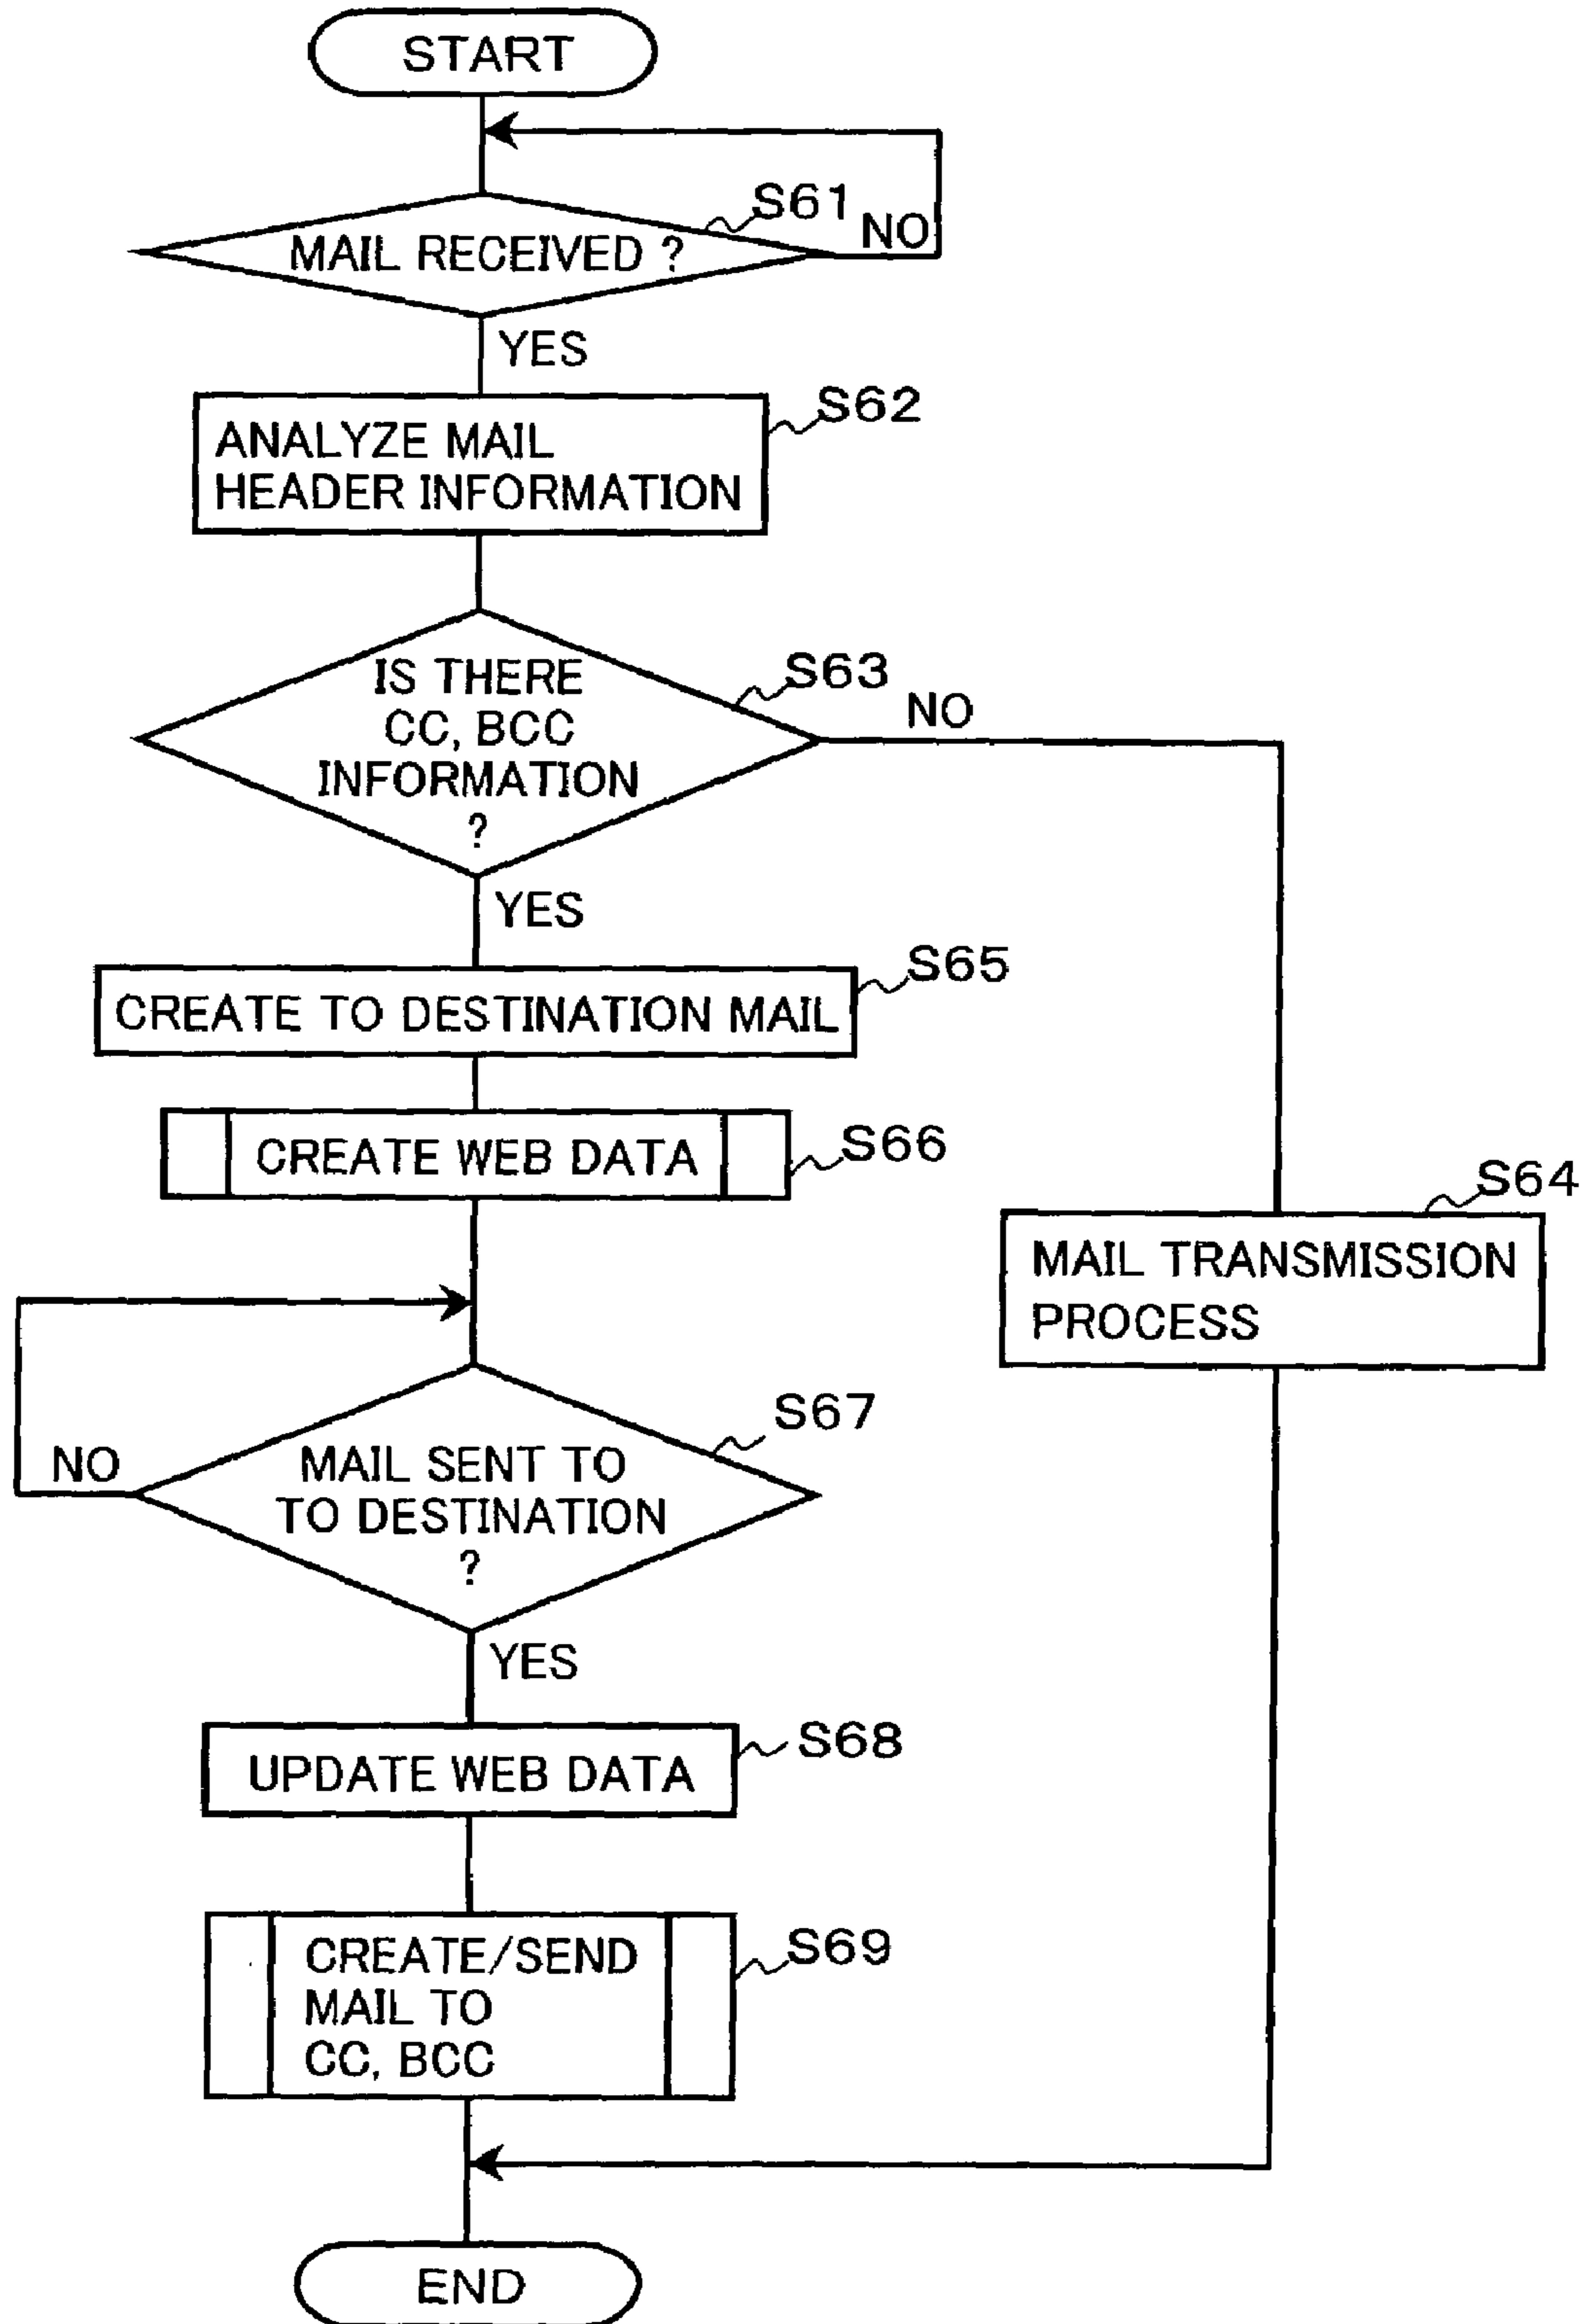 START
S61
NO
MAIL RECEIVED ?
YES
S62
ANALYZE MAIL
HEADER INFORMATION
S63
NO
IS THERE
CC, BCC
INFORMATION
?
YES
S65
CREATE TO DESTINATION MAIL
S66
CREATE WEB DATA
S64
MAIL TRANSMISSION
PROCESS
S67
NO
MAIL SENT TO
TO DESTINATION
?
YES
S68
UPDATE WEB DATA
S69
CREATE/SEND
MAIL TO
CC, BCC
END